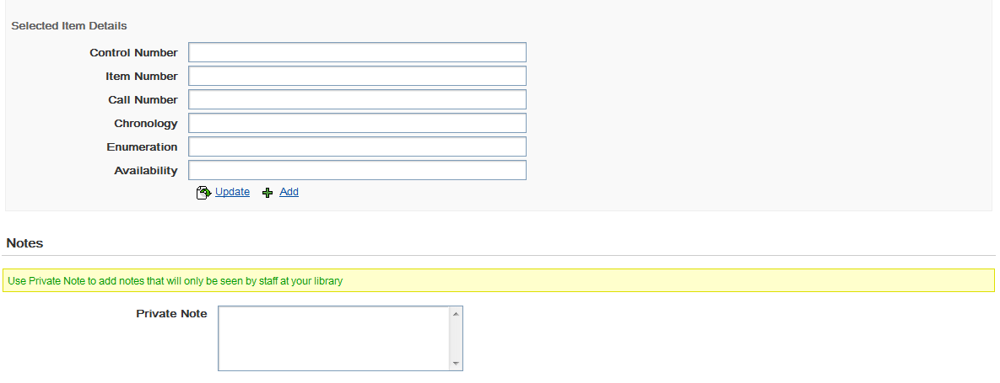 Selected Item Details
Control Number
Item Number
Call Number
Chronology
Enumeration
Availability
Update Add
Notes
Use Private Note to add notes that will only be seen by staff at your library
Private Note